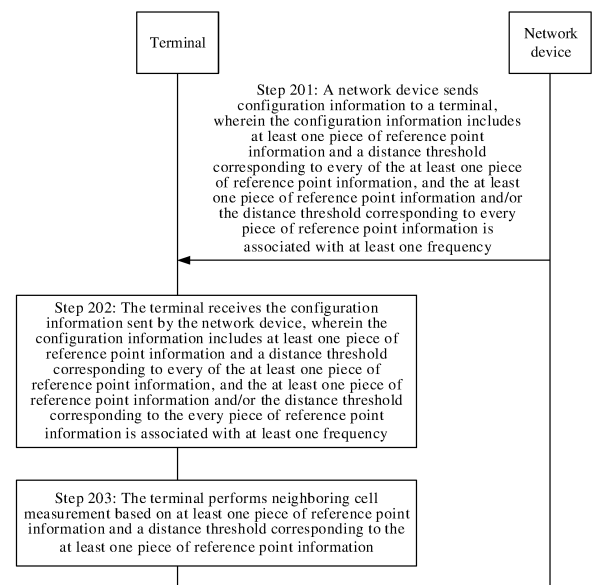 Terminal
Network
device
Step 201: A network device sends
configuration information to a terminal,
wherein the configuration information includes
at least one piece of reference point
information and a distance threshold
corresponding to every of the at least one piece
of reference point information, and the at least
one piece of reference point information and/or
the distance threshold corresponding to every
piece of reference point information is
associated with at least one frequency
Step 202: The terminal receives the configuration
information sent by the network device, wherein the
configuration information includes at least one piece of
reference point information and a distance threshold
corresponding to every of the at least one piece of
reference point information, and the at least one piece of
reference point information and/or the distance threshold
corresponding to the every piece of reference point
information is associated with at least one frequency
Step 203: The terminal performs neighboring cell
measurement based on at least one piece of reference point
information and a distance threshold corresponding to the
at least one piece of reference point information